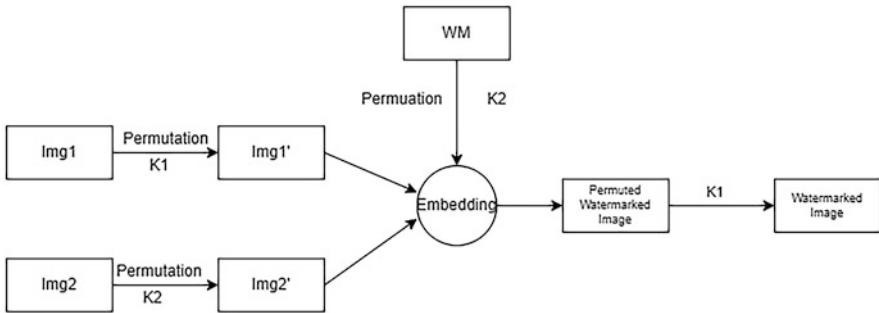 WM
Permuation K2
Img1
Permutation
K1
Img1'
Embedding
Permuted
Watermarked
Image
K1
Watermarked
Image
Img2
Permutation
K2
Img2'